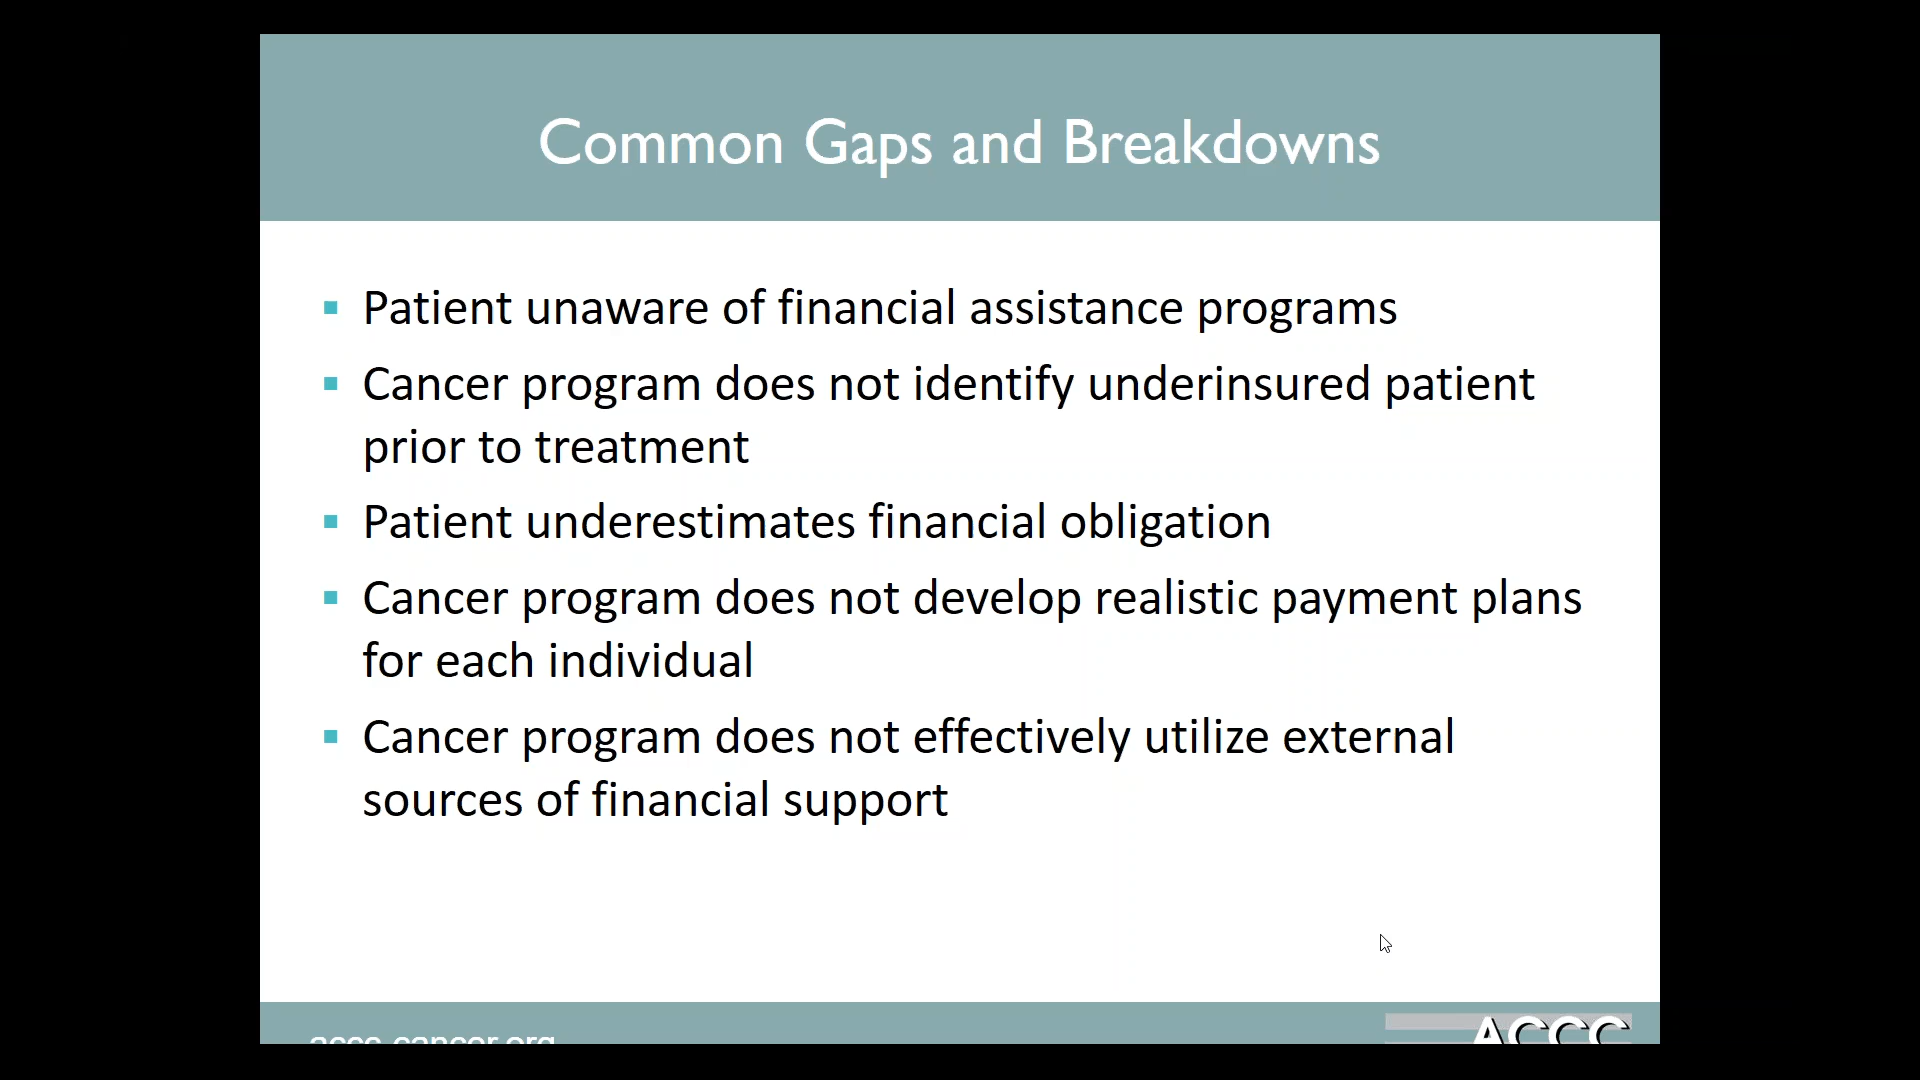 Common Gaps and Breakdowns
Patient unaware of financial assistance programs
Cancer program does not identify underinsured patient
prior to treatment
Patient underestimates financial obligation
Cancer program does not develop realistic payment plans
for each individual
Cancer program does not effectively utilize external
sources of financial support
accc-cancer.org
ACCC